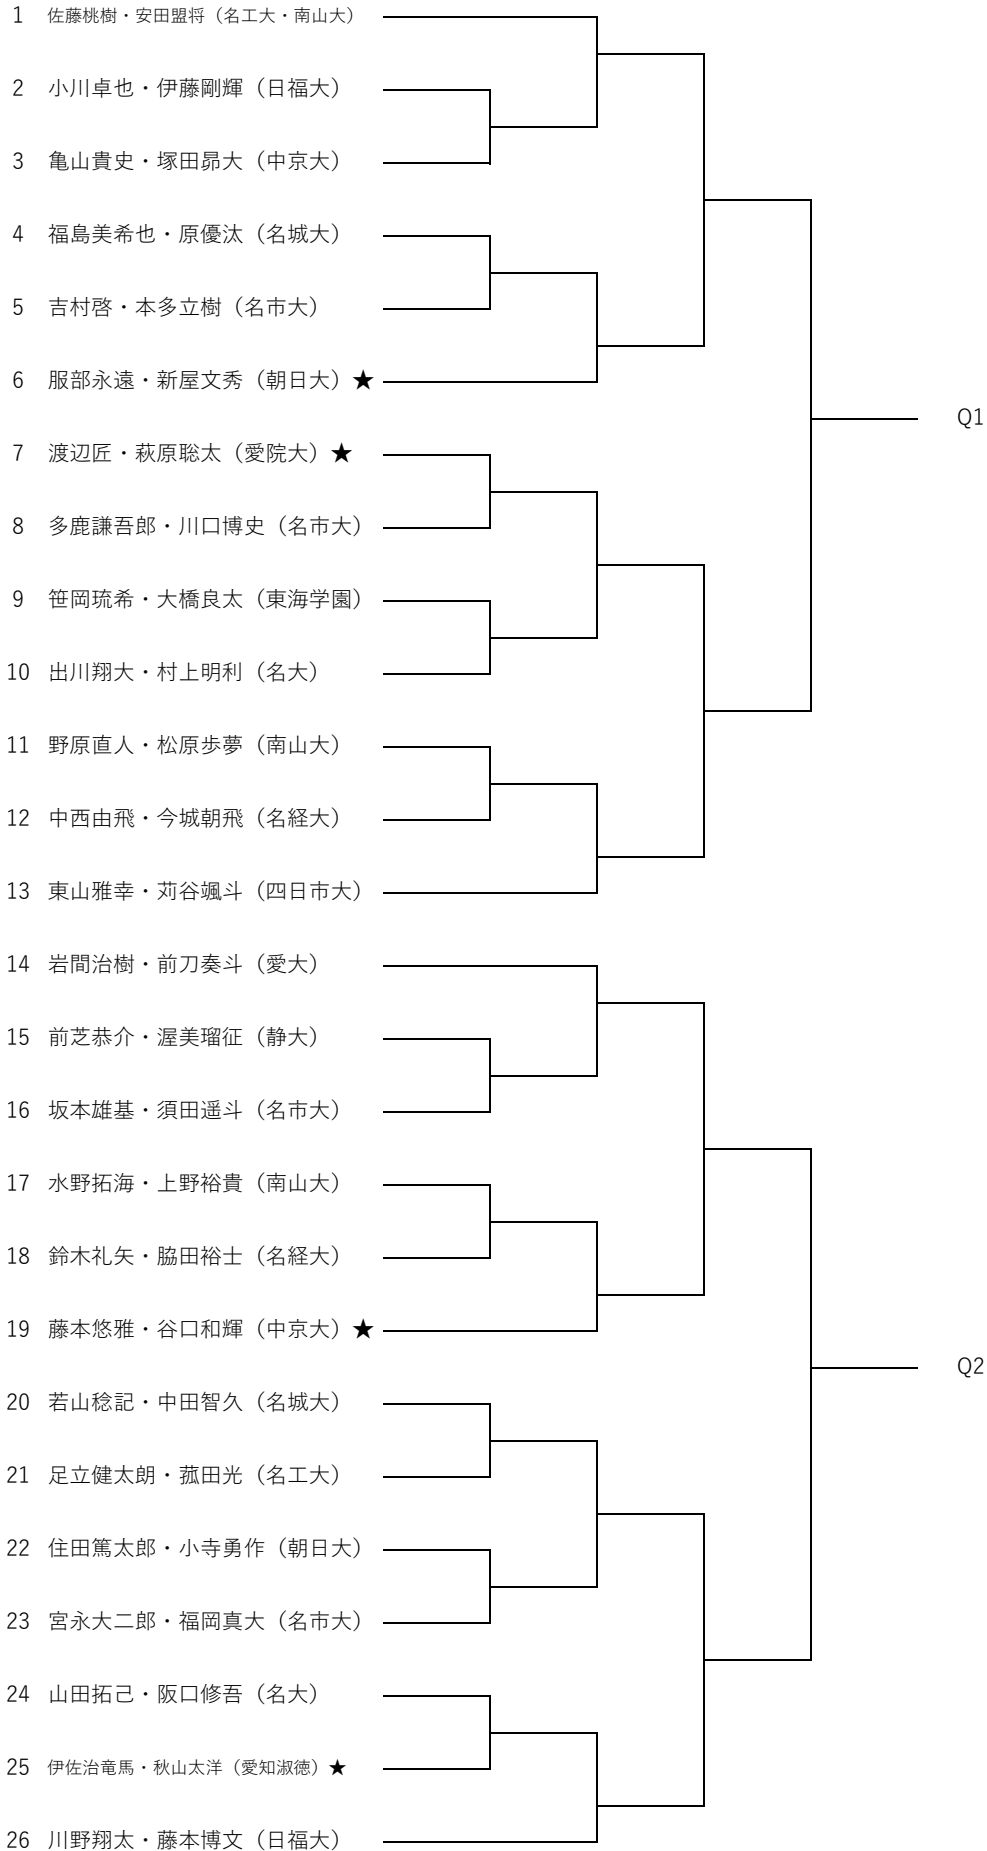 1 佐藤桃樹・安田盟将（名工大・南山大）
2 小川卓也・伊藤剛輝（日福大）
3 亀山貴史・塚田昴大（中京大）
4 福島美希也・原優汰（名城大）
5 吉村啓・本多立樹（名市大）
6 服部永遠・新屋文秀（朝日大）★
Q1
7 渡辺匠・萩原聡太（愛院大）★
8 多鹿謙吾郎・川口博史（名市大）
9 笹岡琉希・大橋良太（東海学園）
10 出川翔大・村上明利（名大）
11 野原直人・松原歩夢（南山大）
12 中西由飛・今城朝飛（名経大）
13 東山雅幸・苅谷颯斗（四日市大）
14 岩間治樹・前刀奏斗（愛大）
15 前芝恭介・渥美瑠征（静大）
16 坂本雄基・須田遥斗（名市大）
17 水野拓海・上野裕貴（南山大）
18 鈴木礼矢・脇田裕士（名経大）
19 藤本悠雅・谷口和輝（中京大）★
Q2
20 若山稔記・中田智久（名城大）
21 足立健太朗・菰田光（名工大）
22 住田篤太郎・小寺勇作（朝日大）
23 宮永大二郎・福岡真大（名市大）
24 山田拓己・阪口修吾（名大）
25 伊佐治竜馬・秋山太洋（愛知淑徳）★
26 川野翔太・藤本博文（日福大）